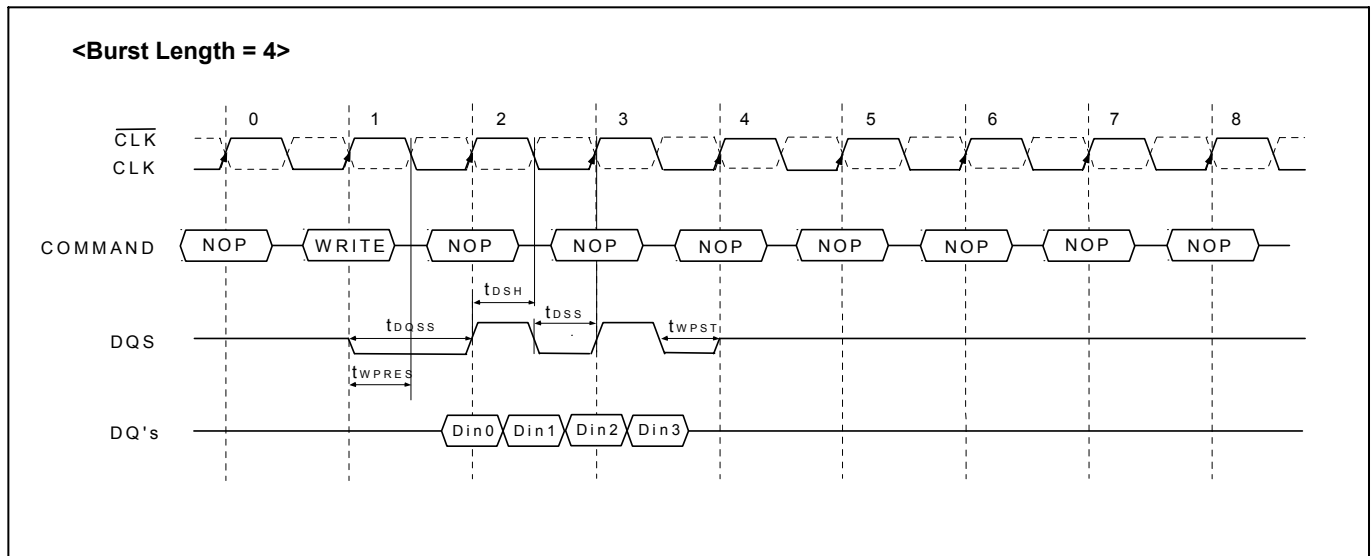 <Burst Length = 4>
0 1 2 3 4 5 6 7 8
CLK
CLK
COMMAND NOP WRITE NOP NOP NOP NOP NOP NOP NOP
tDSH
tDQSS tDSS tWPST
DQS
tWPRES
DQ's Din0 Din1 Din2 Din3